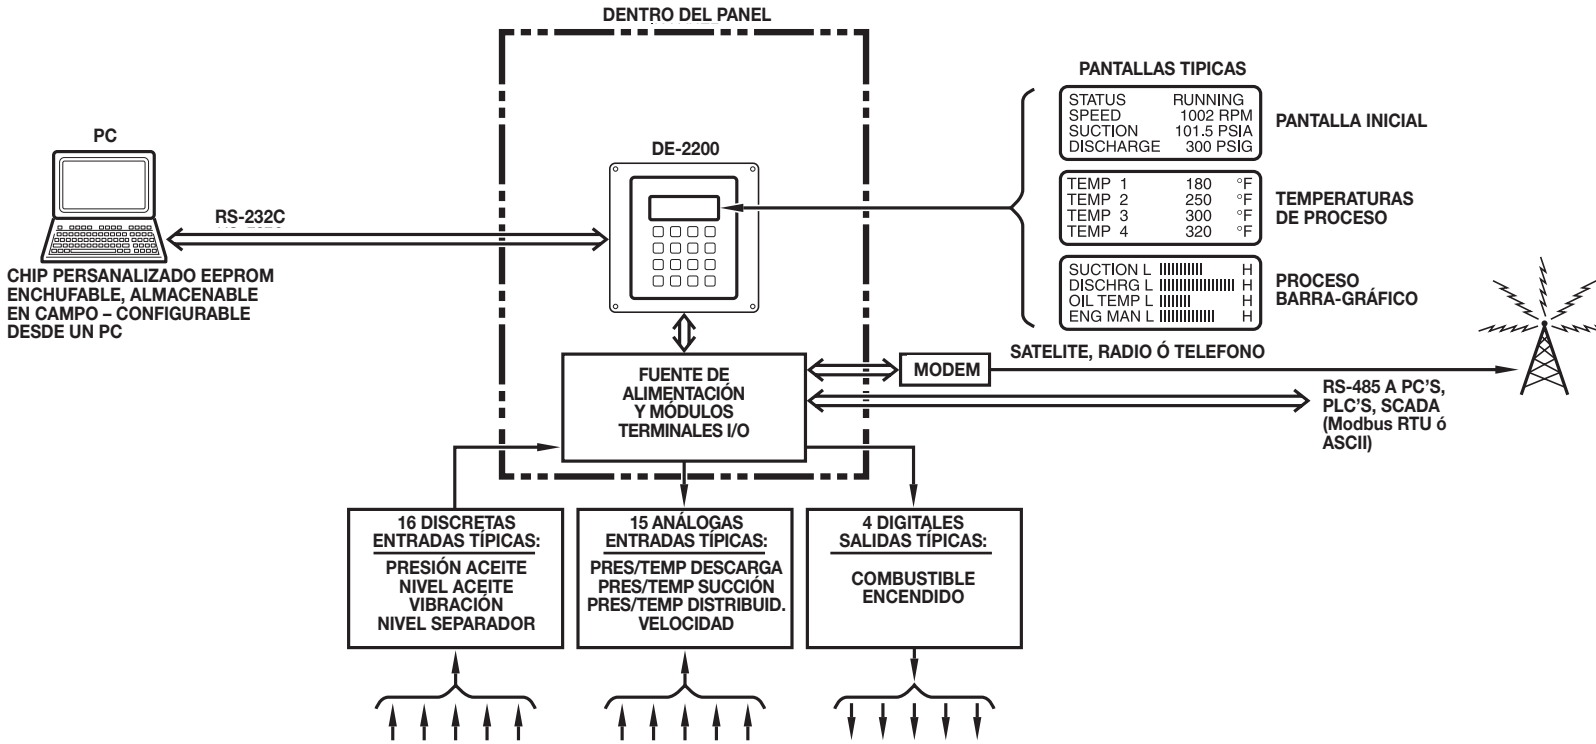 DENTRO DEL PANEL
PC
RS-232C
CHIP PERSANALIZADO EEPROM
ENCHUFABLE, ALMACENABLE
EN CAMPO – CONFIGURABLE
DESDE UN PC
DE-2200
PANTALLAS TIPICAS
STATUS RUNNING
SPEED 1002 RPM
SUCTION 101.5 PSIA
DISCHARGE 300 PSIG
PANTALLA INICIAL
TEMP 1 180 °F
TEMP 2 250 °F
TEMP 3 300 °F
TEMP 4 320 °F
TEMPERATURAS
DE PROCESO
SUCTION L H
DISCHRG L H
OIL TEMP L H
ENG MAN L H
PROCESO
BARRA-GRÁFICO
FUENTE DE
ALIMENTACIÓN
Y MÓDULOS
TERMINALES I/O
MODEM
SATELITE, RADIO Ó TELEFONO
RS-485 A PC'S,
PLC'S, SCADA
(Modbus RTU ó
ASCII)
16 DISCRETAS
ENTRADAS TÍPICAS:
PRESIÓN ACEITE
NIVEL ACEITE
VIBRACIÓN
NIVEL SEPARADOR
15 ANÁLOGAS
ENTRADAS TÍPICAS:
PRES/TEMP DESCARGA
PRES/TEMP SUCCIÓN
PRES/TEMP DISTRIBUID.
VELOCIDAD
4 DIGITALES
SALIDAS TÍPICAS:
COMBUSTIBLE
ENCENDIDO